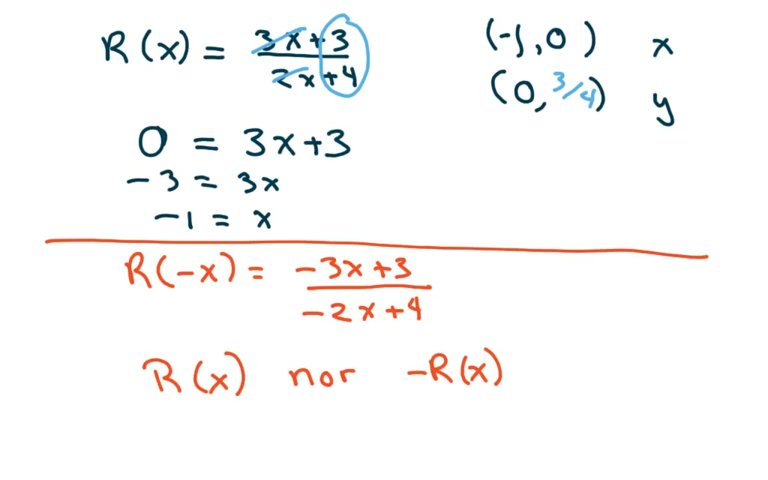 R(x) = 3x+3 / 2x+4
(-1, 0) x
(0, 3/4) y
0 = 3x+3
-3 = 3x
-1 = x
R(-x) = -3x+3 / -2x+4
R(x) nor -R(x)